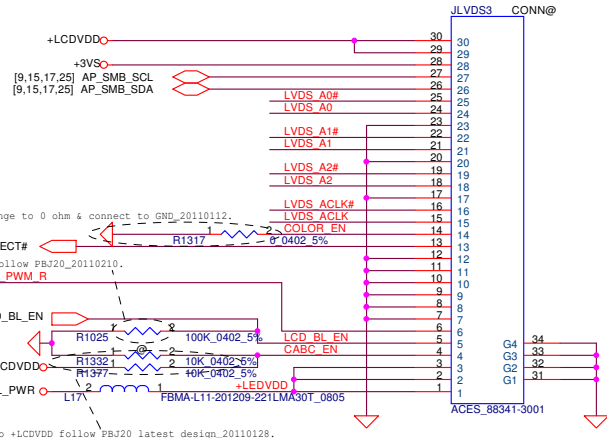 JLVDS3 CONN@
+LCDVDD 30 30
29 29
+3VS 28 28
[9,15,17,25] AP_SMB_SCL 27 27
[9,15,17,25] AP_SMB_SDA 26 26
LVDS_A0# 25 25
LVDS_A0 24 24
23 23
LVDS_A1# 22 22
LVDS_A1 21 21
20 20
LVDS_A2# 19 19
LVDS_A2 18 18
17 17
LVDS_ACLK# 16 16
nge to 0 ohm & connect to GND_20110112.
LVDS_ACLK 15 15
1 2 COLOR_EN 14 14
R1317 0_0402_5%
ECT# 13 13
follow PBJ20_20110210.
12 12
11 11
_PWM_R 10 10
9 9
8 8
7 7
_BL_EN 6 6
1 2
R1025 100K_0402_5% LCD_BL_EN 5 5 G4 34
@ CABC_EN 4 4 G3 33
R1332 10K_0402_5%
CDVDD 3 3 G2 32
R1377 10K_0402_5%
2 2 G1 31
_PWR 2 1 +LEDVDD 1 1
L17 FBMA-L11-201209-221LMA30T_0805
ACES_88341-3001
o +LCDVDD follow PBJ20 latest design_20110128.